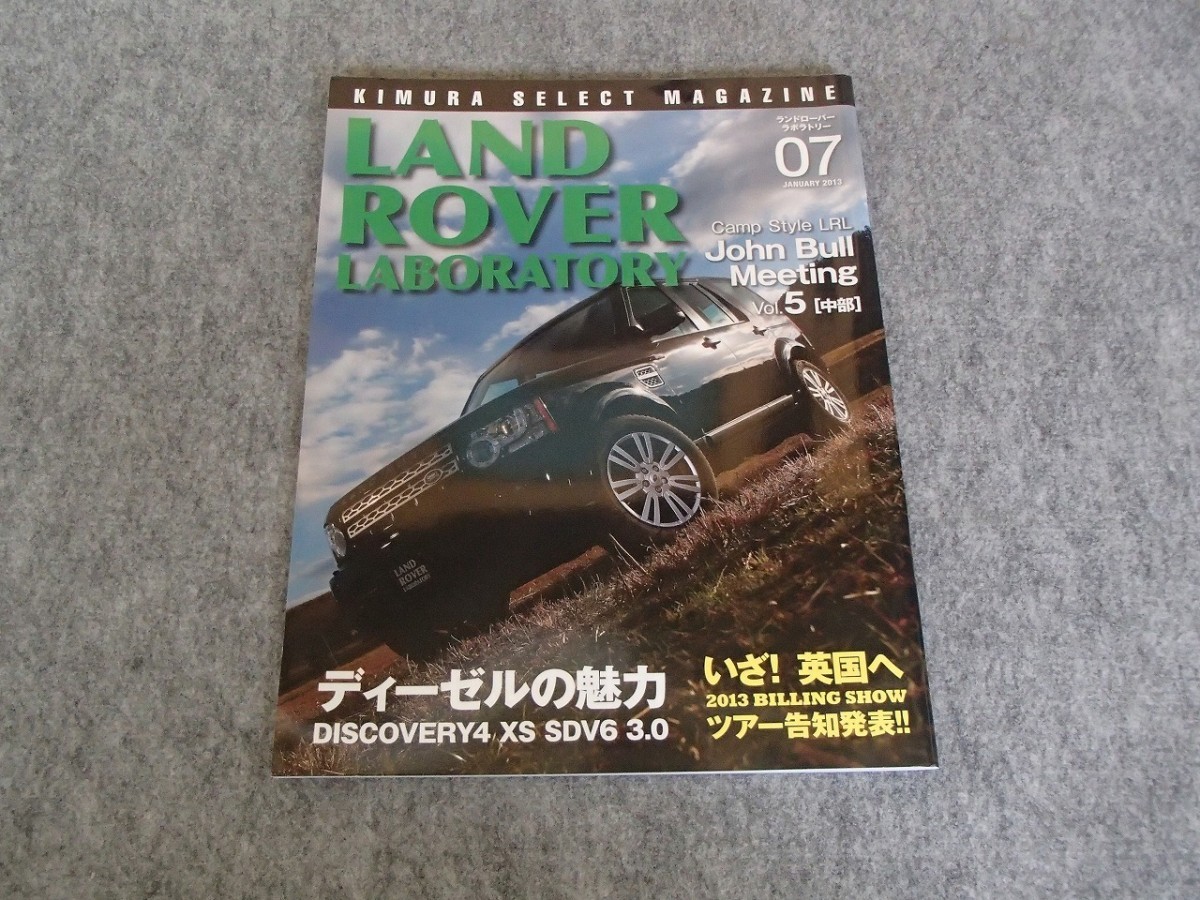 KIMURA SELECT MAGAZINE
LAND
ROVER
LABORATORY
ランドローバー
ラボラトリー
07
JANUARY 2013
Camp Style LRL
John Bull
Meeting
Vol.5 [中部]
LAND
ROVER
LABORATORY
ディーゼルの魅力
DISCOVERY4 XS SDV6 3.0
いざ! 英国へ
2013 BILLING SHOW
ツアー告知発表!!